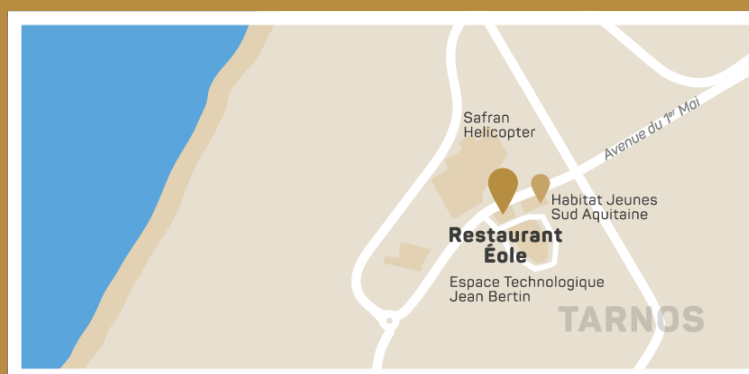 Safran
Helicopter
Avenue du 1er Mai
Habitat Jeunes
Sud Aquitaine
Restaurant
Éole
Espace Technologique
Jean Bertin
TARNOS